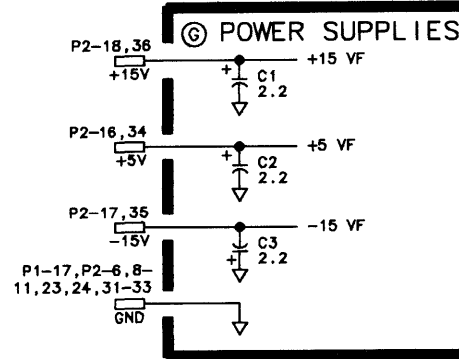 G POWER SUPPLIES
P2-18,36
+15V
+15 VF
+
C1
2.2
P2-16,34
+5V
+5 VF
+
C2
2.2
P2-17,35
-15V
-15 VF
C3
+ 2.2
P1-17,P2-6,8-
11,23,24,31-33
GND